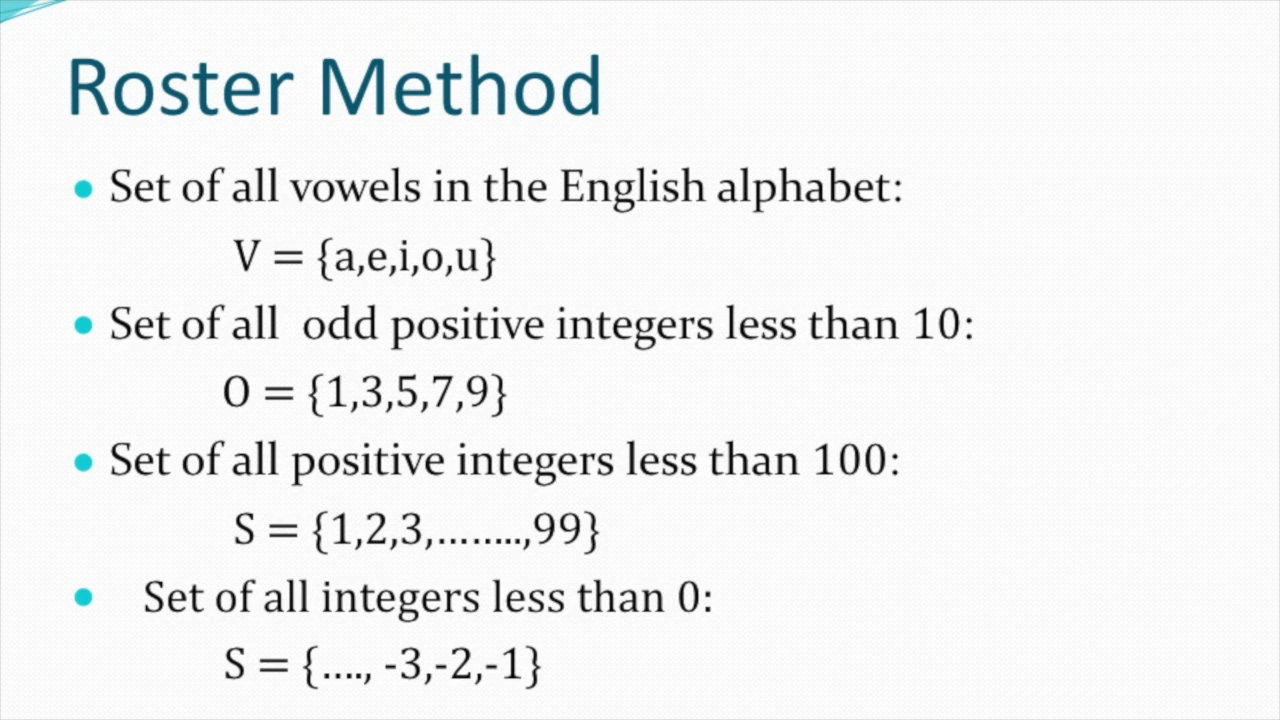 Roster Method
Set of all vowels in the English alphabet:
V = {a,e,i,o,u}
Set of all  odd positive integers less than 10:
O = {1,3,5,7,9}
Set of all positive integers less than 100:
S = {1,2,3,……..,99}
Set of all integers less than 0:
S = {…., -3,-2,-1}